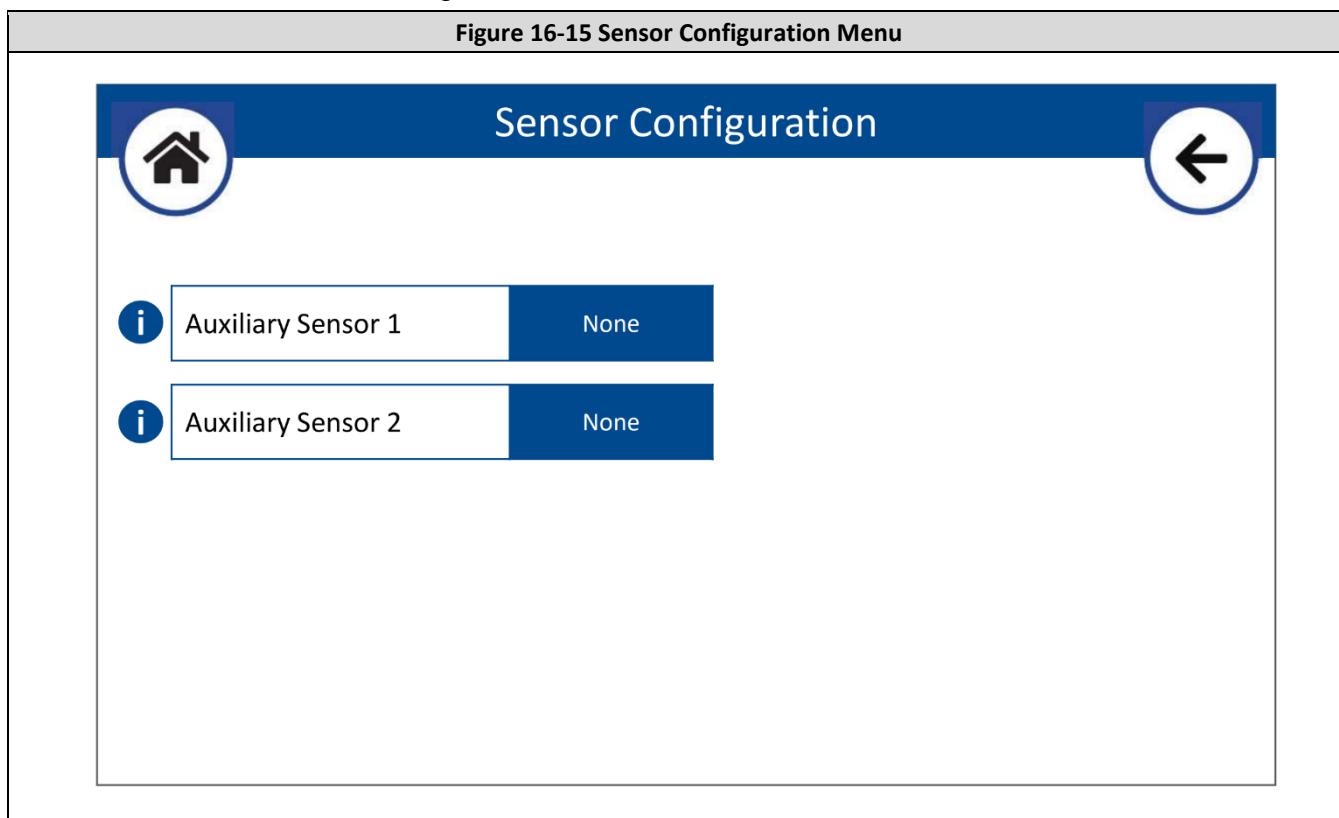 Figure 16-15 Sensor Configuration Menu
Sensor Configuration
i Auxiliary Sensor 1 None
i Auxiliary Sensor 2 None